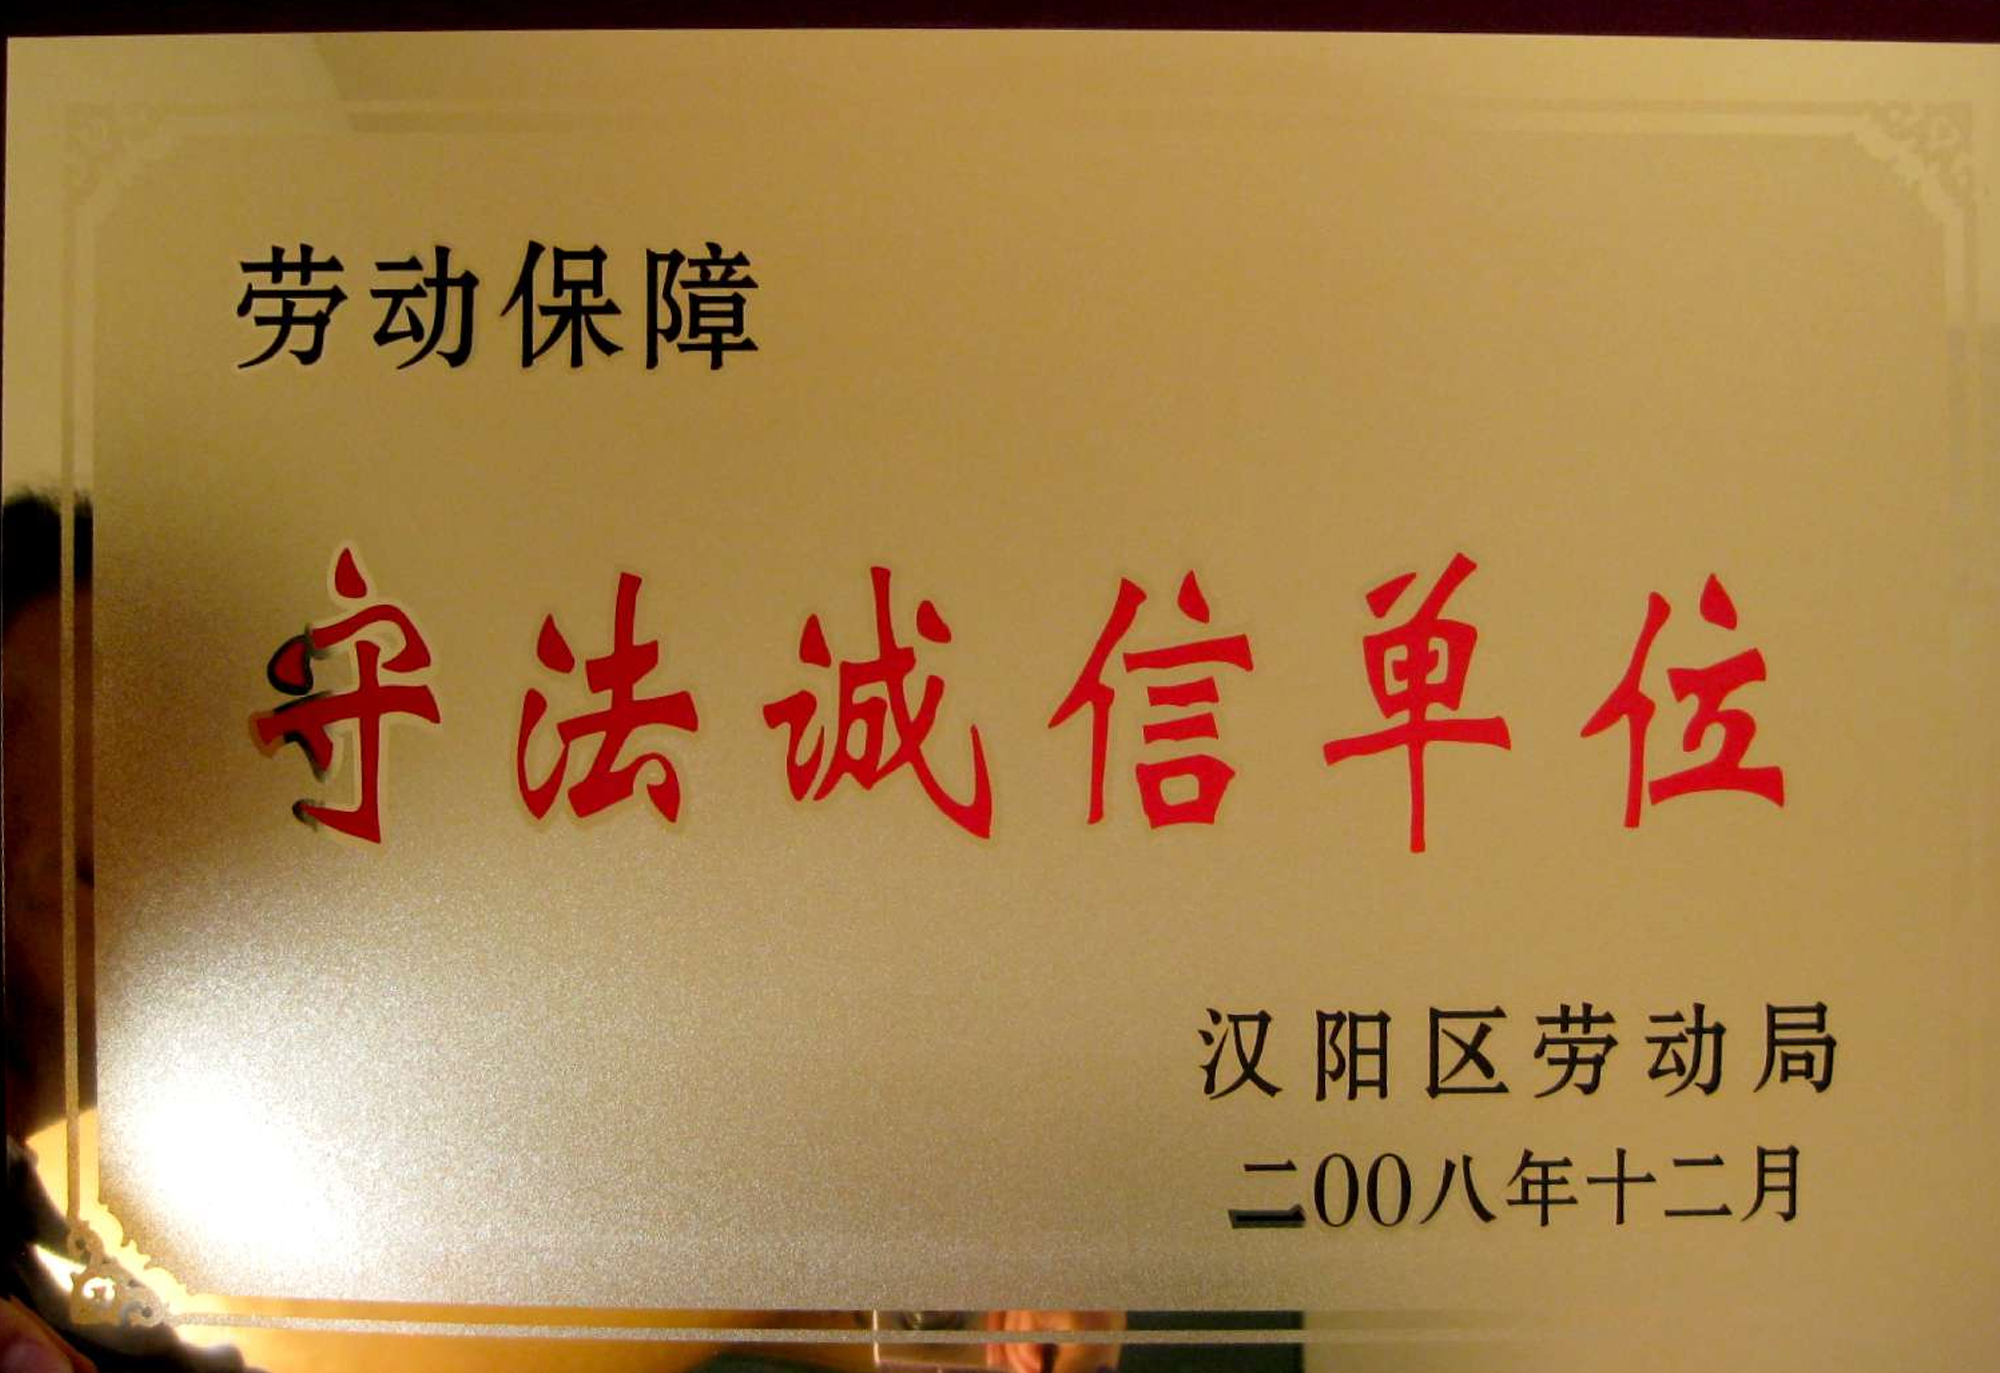 劳动保障
守法诚信单位
汉阳区劳动局
二00八年十二月